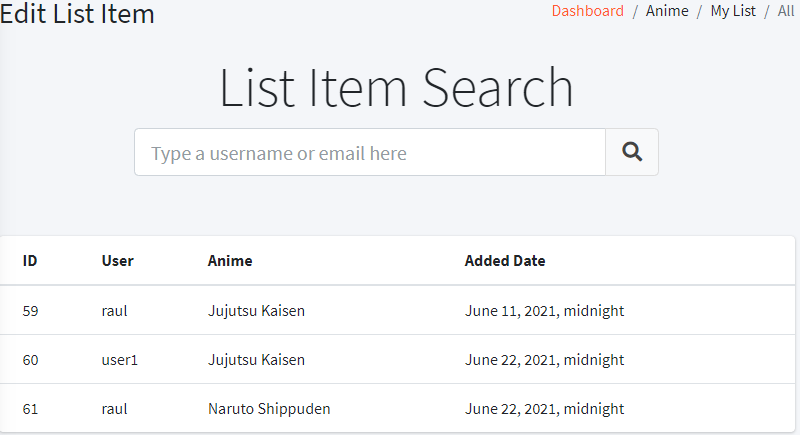 Edit List Item
Dashboard / Anime / My List / All
List Item Search
Type a username or email here
ID User Anime Added Date
59 raul Jujutsu Kaisen June 11, 2021, midnight
60 user1 Jujutsu Kaisen June 22, 2021, midnight
61 raul Naruto Shippuden June 22, 2021, midnight